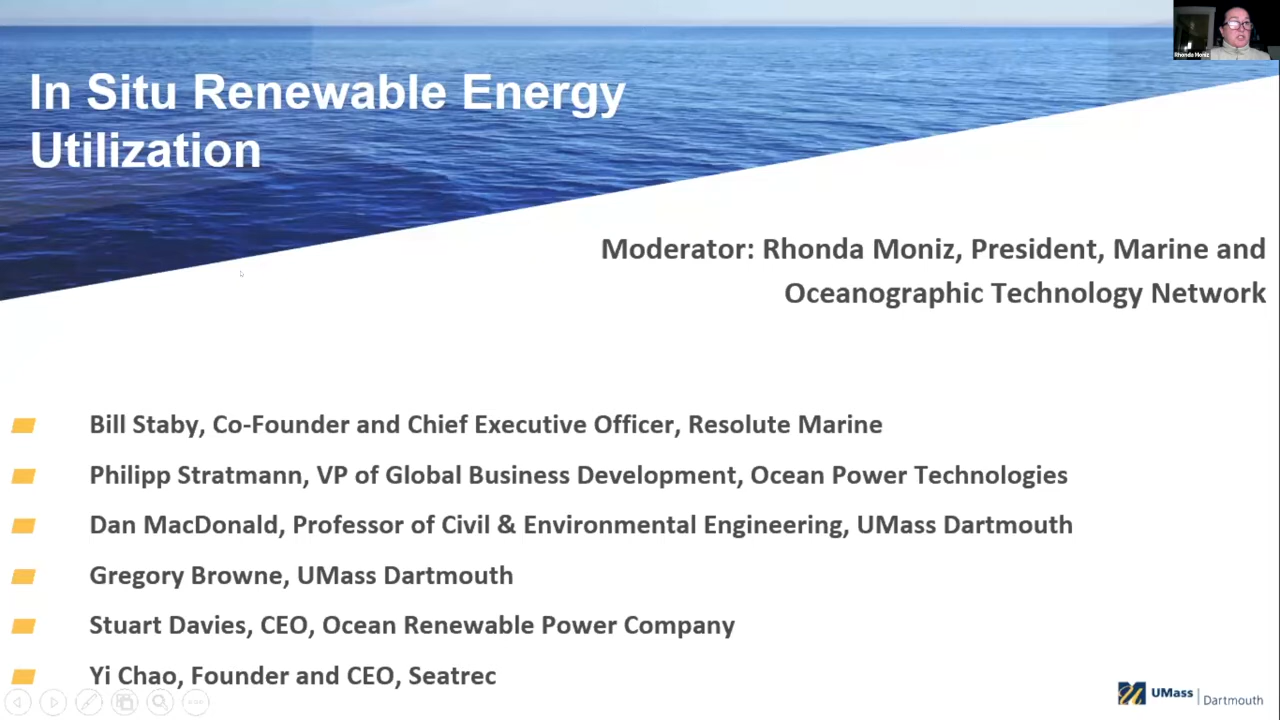 In Situ Renewable Energy
Utilization
Rhonda Moniz
Moderator: Rhonda Moniz, President, Marine and
Oceanographic Technology Network
Bill Staby, Co-Founder and Chief Executive Officer, Resolute Marine
Philipp Stratmann, VP of Global Business Development, Ocean Power Technologies
Dan MacDonald, Professor of Civil & Environmental Engineering, UMass Dartmouth
Gregory Browne, UMass Dartmouth
Stuart Davies, CEO, Ocean Renewable Power Company
Yi Chao, Founder and CEO, Seatrec
UMass | Dartmouth